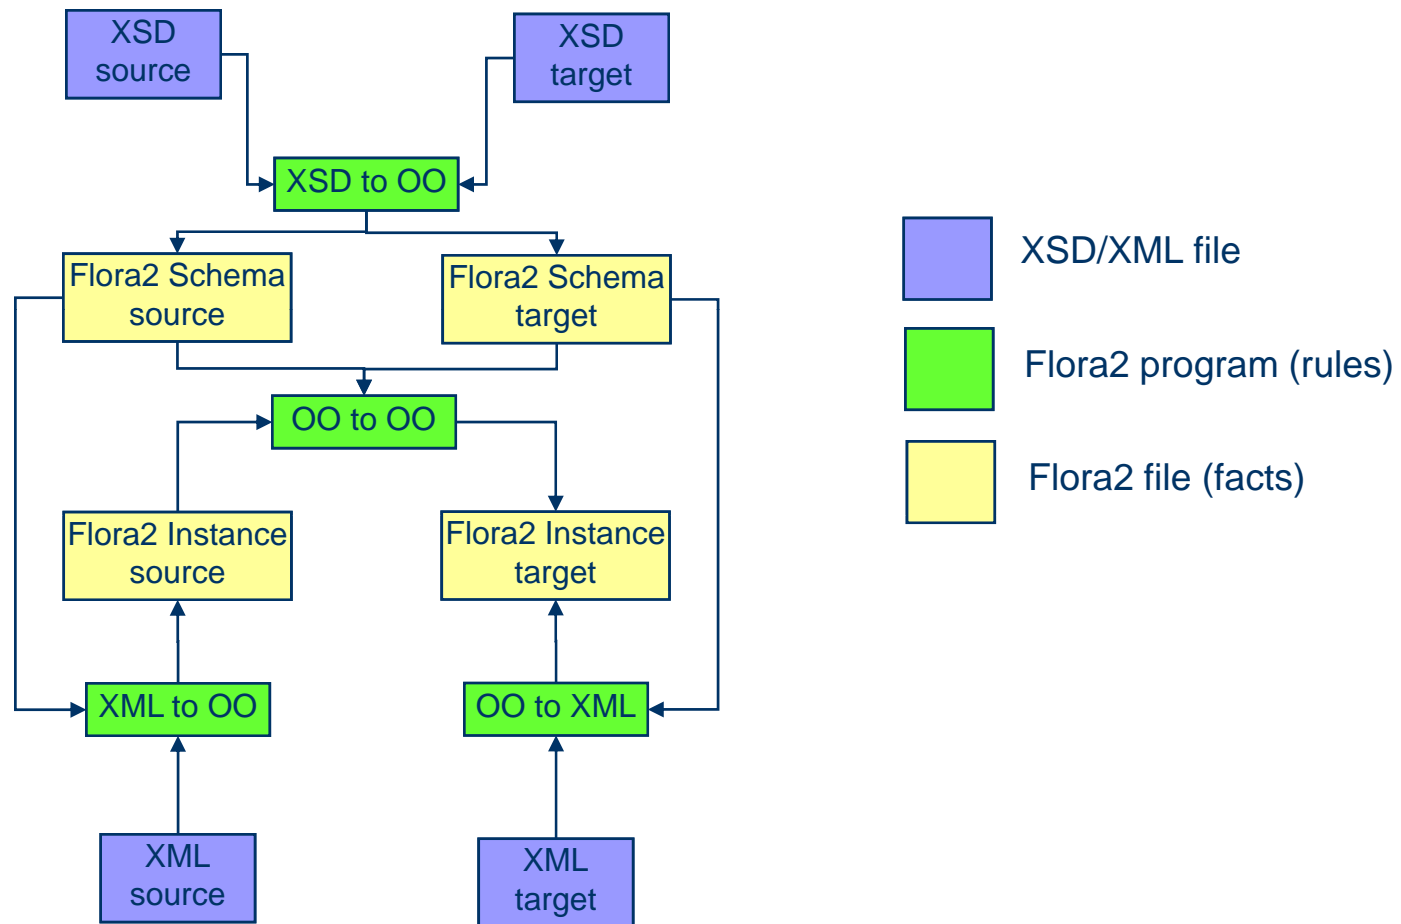 XSD
source
XSD
target
XSD to OO
Flora2 Schema
source
Flora2 Schema
target
OO to OO
Flora2 Instance
source
Flora2 Instance
target
XML to OO
OO to XML
XML
source
XML
target
XSD/XML file
Flora2 program (rules)
Flora2 file (facts)